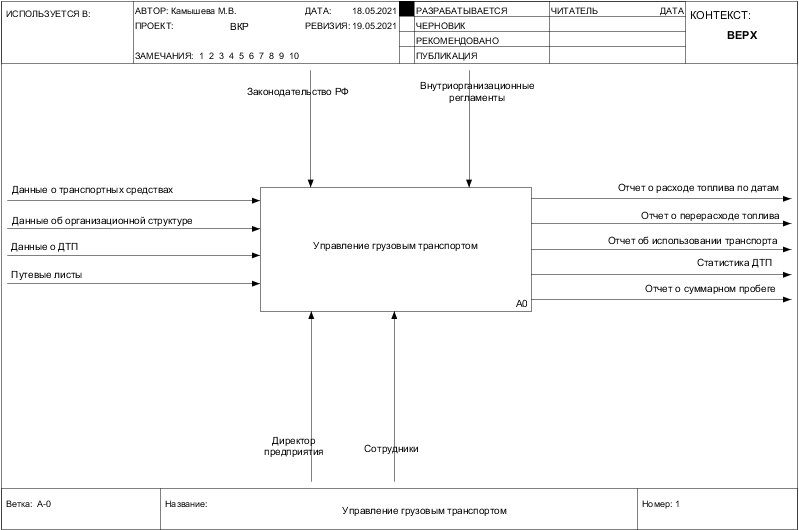 ИСПОЛЬЗУЕТСЯ В:
АВТОР: Камышева М.В.
ДАТА: 18.05.2021
ПРОЕКТ: ВКР
РЕВИЗИЯ: 19.05.2021
ЗАМЕЧАНИЯ: 1 2 3 4 5 6 7 8 9 10
РАЗРАБАТЫВАЕТСЯ
ЧЕРНОВИК
РЕКОМЕНДОВАНО
ПУБЛИКАЦИЯ
ЧИТАТЕЛЬ
ДАТА
КОНТЕКСТ:
ВЕРХ
Законодательство РФ
Внутриорганизационные
регламенты
Данные о транспортных средствах
Данные об организационной структуре
Данные о ДТП
Путевые листы
Управление грузовым транспортом
A0
Отчет о расходе топлива по датам
Отчет о перерасходе топлива
Отчет об использовании транспорта
Статистика ДТП
Отчет о суммарном пробеге
Директор
предприятия
Сотрудники
Ветка: A-0
Название:
Управление грузовым транспортом
Номер: 1